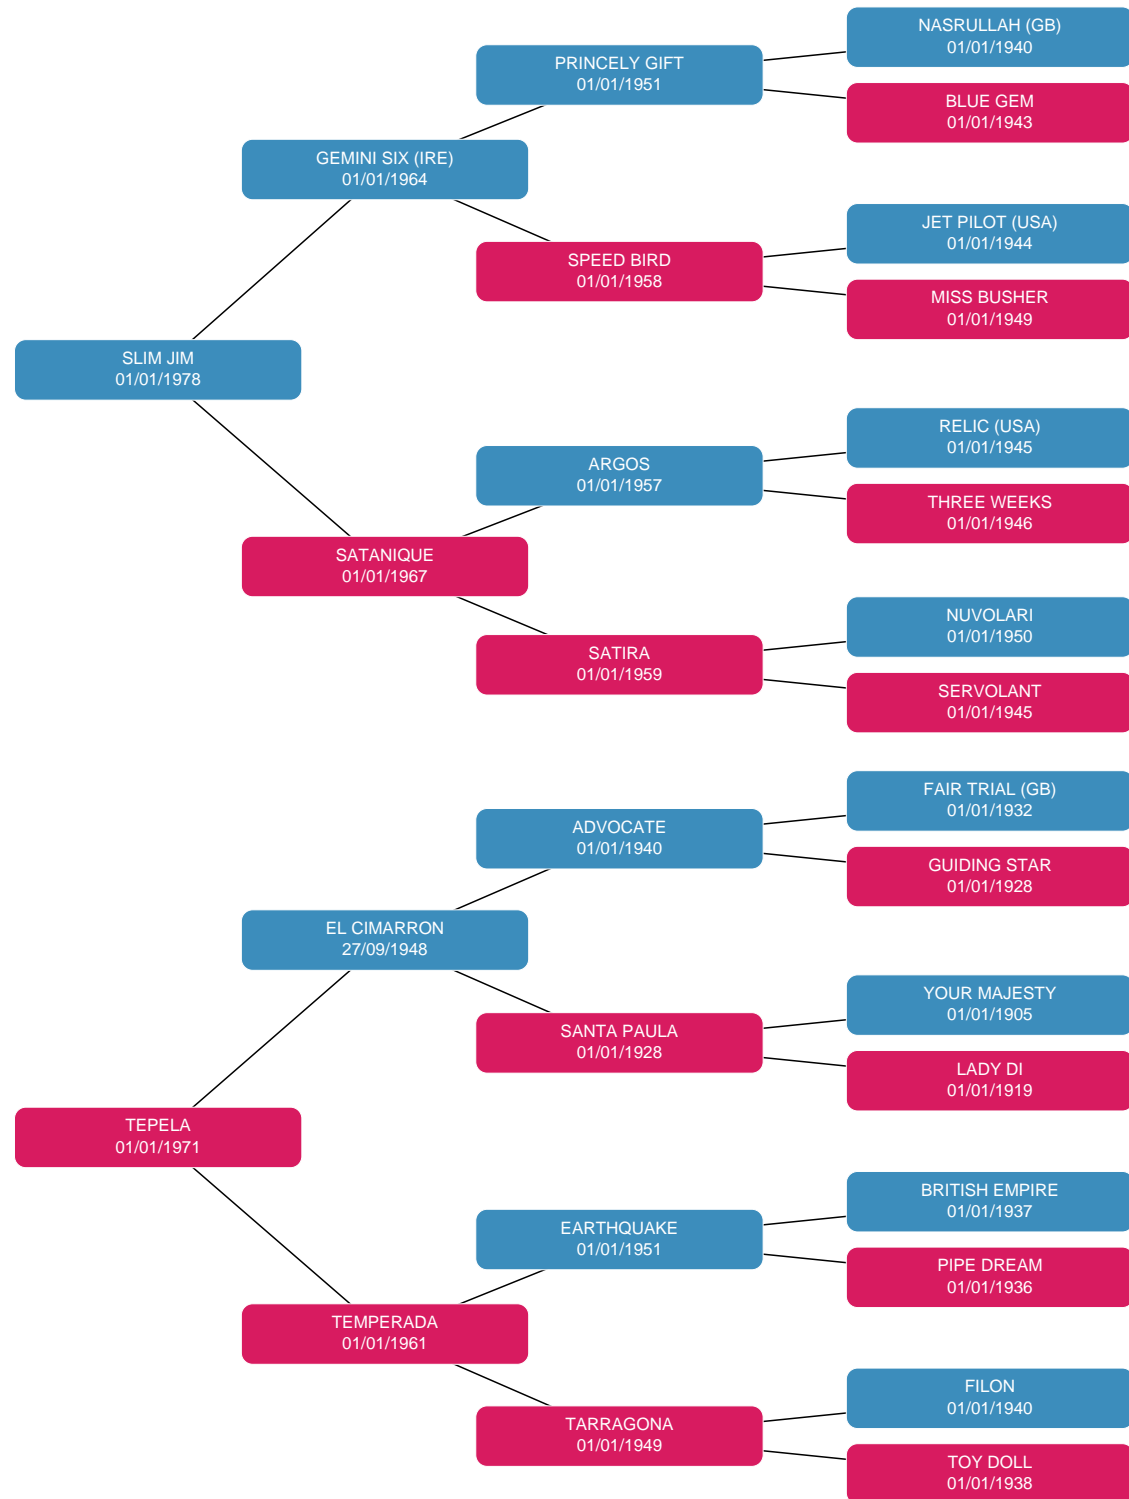 NASRULLAH (GB)
01/01/1940
PRINCELY GIFT
01/01/1951
BLUE GEM
01/01/1943
GEMINI SIX (IRE)
01/01/1964
JET PILOT (USA)
01/01/1944
SPEED BIRD
01/01/1958
MISS BUSHER
01/01/1949
SLIM JIM
01/01/1978
RELIC (USA)
01/01/1945
ARGOS
01/01/1957
THREE WEEKS
01/01/1946
SATANIQUE
01/01/1967
NUVOLARI
01/01/1950
SATIRA
01/01/1959
SERVOLANT
01/01/1945
FAIR TRIAL (GB)
01/01/1932
ADVOCATE
01/01/1940
GUIDING STAR
01/01/1928
EL CIMARRON
27/09/1948
YOUR MAJESTY
01/01/1905
SANTA PAULA
01/01/1928
LADY DI
01/01/1919
TEPELA
01/01/1971
BRITISH EMPIRE
01/01/1937
EARTHQUAKE
01/01/1951
PIPE DREAM
01/01/1936
TEMPERADA
01/01/1961
FILON
01/01/1940
TARRAGONA
01/01/1949
TOY DOLL
01/01/1938